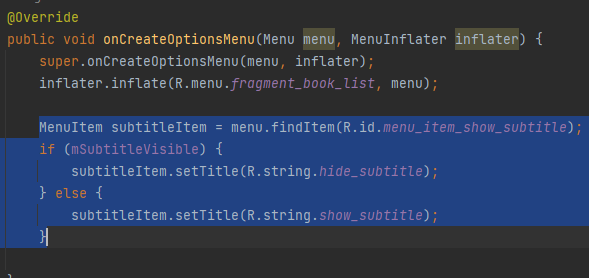 @Override
public void onCreateOptionsMenu(Menu menu, MenuInflater inflater) {
    super.onCreateOptionsMenu(menu, inflater);
    inflater.inflate(R.menu.fragment_book_list, menu);

    MenuItem subtitleItem = menu.findItem(R.id.menu_item_show_subtitle);
    if (mSubtitleVisible) {
        subtitleItem.setTitle(R.string.hide_subtitle);
    } else {
        subtitleItem.setTitle(R.string.show_subtitle);
    }